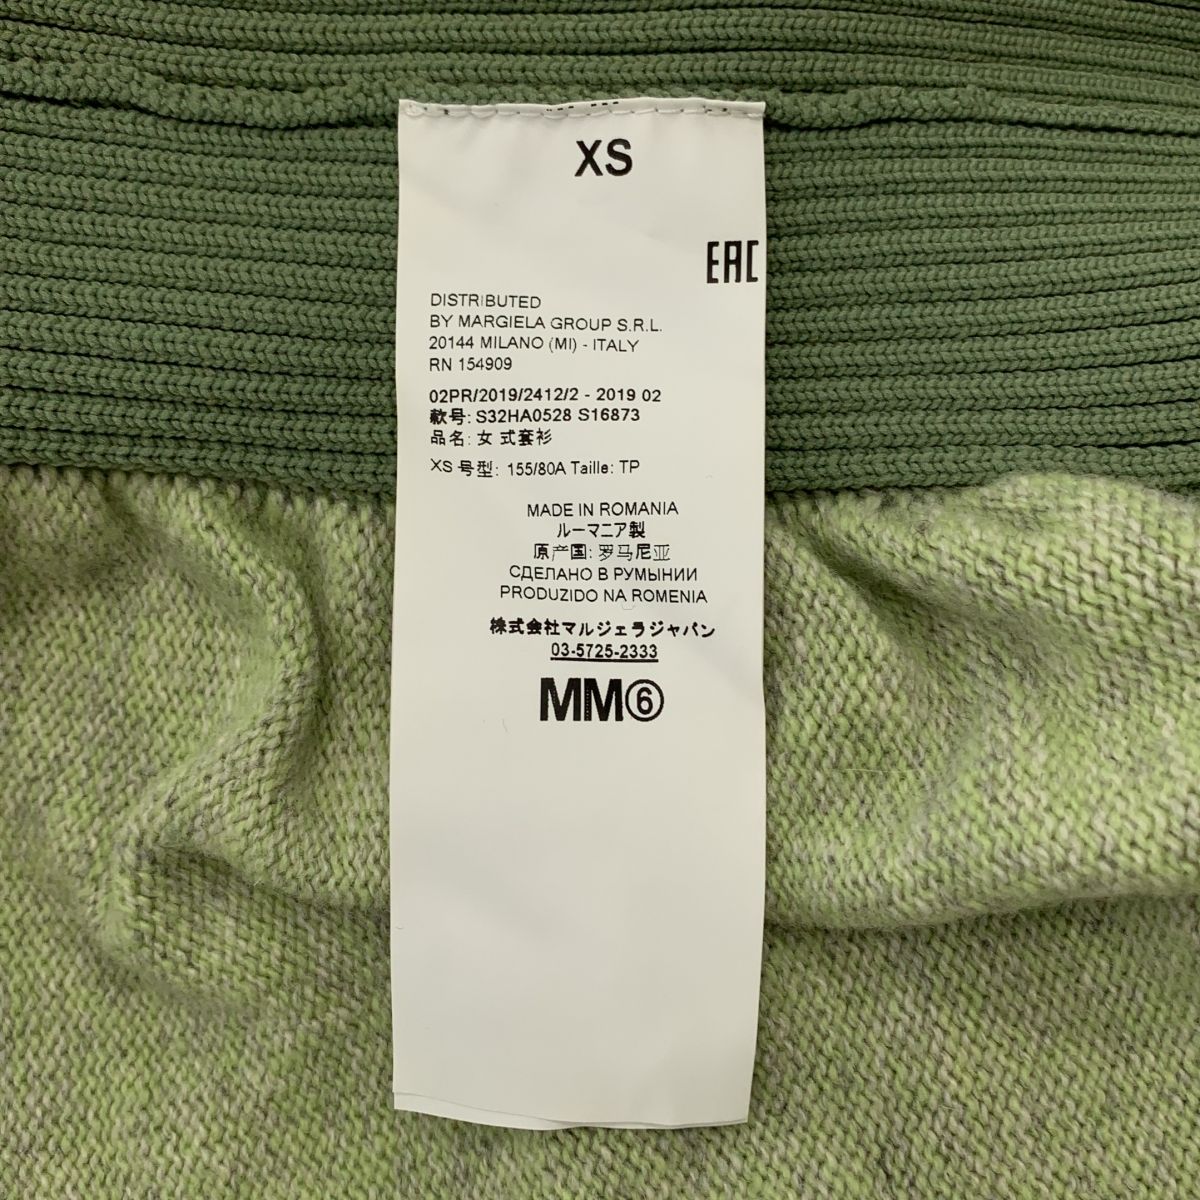 XS
EAC
DISTRIBUTED
BY MARGIELA GROUP S.R.L.
20144 MILANO (MI) - ITALY
RN 154909
02PR/2019/2412/2 - 2019 02
款号: S32HA0528 S16873
品名: 女 式套衫
XS 号型: 155/80A Taille: TP
MADE IN ROMANIA
ルーマニア製
原产国: 罗马尼亚
СДЕЛАНО В РУМЫНИИ
PRODUZIDO NA ROMENIA
株式会社マルジェラジャパン
03-5725-2333
MM⑥